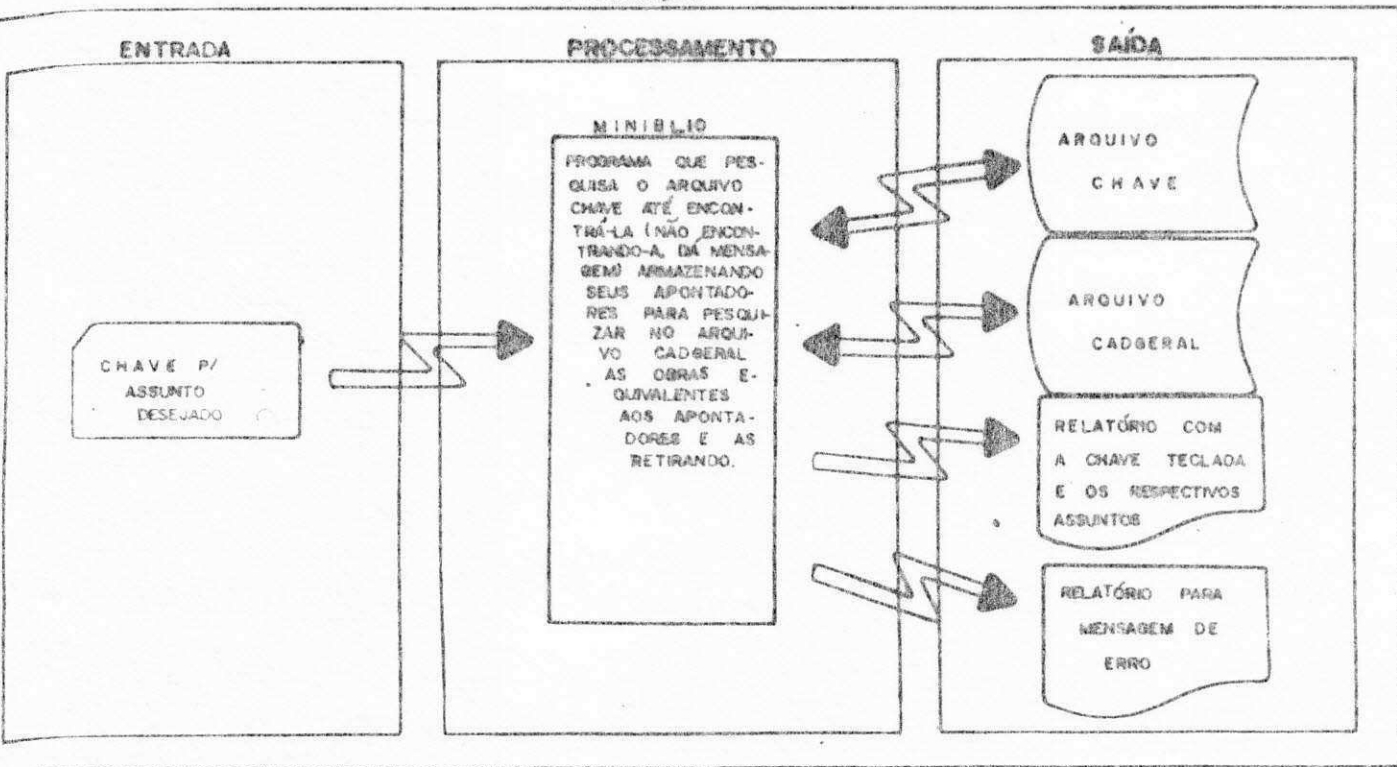 ENTRADA
CHAVE P/
ASSUNTO
DESEJADO
PROCESSAMENTO
MINIBLIO
PROGRAMA QUE PES-
QUISA O ARQUIVO
CHAVE ATÉ ENCON-
TRÁ-LA (NÃO ENCON-
TRANDO-A, DÁ MENSA-
GEM) ARMAZENANDO
SEUS APONTADO-
RES PARA PESQUI-
ZAR NO ARQUI-
VO CADGERAL
AS OBRAS E-
QUIVALENTES
AOS APONTA-
DORES E AS
RETIRANDO.
SAÍDA
ARQUIVO
CHAVE
ARQUIVO
CADGERAL
RELATÓRIO COM
A CHAVE TECLADA
E OS RESPECTIVOS
ASSUNTOS
RELATÓRIO PARA
MENSAGEM DE
ERRO